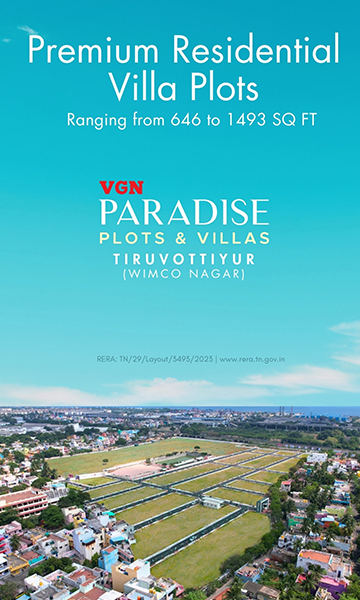 Premium Residential
Villa Plots
Ranging from 646 to 1493 SQ FT
VGN
PARADISE
PLOTS & VILLAS
TIRUVOTTIYUR
(WIMCO NAGAR)
RERA: TN/29/Layout/3493/2023 | www.rera.tn.gov.in